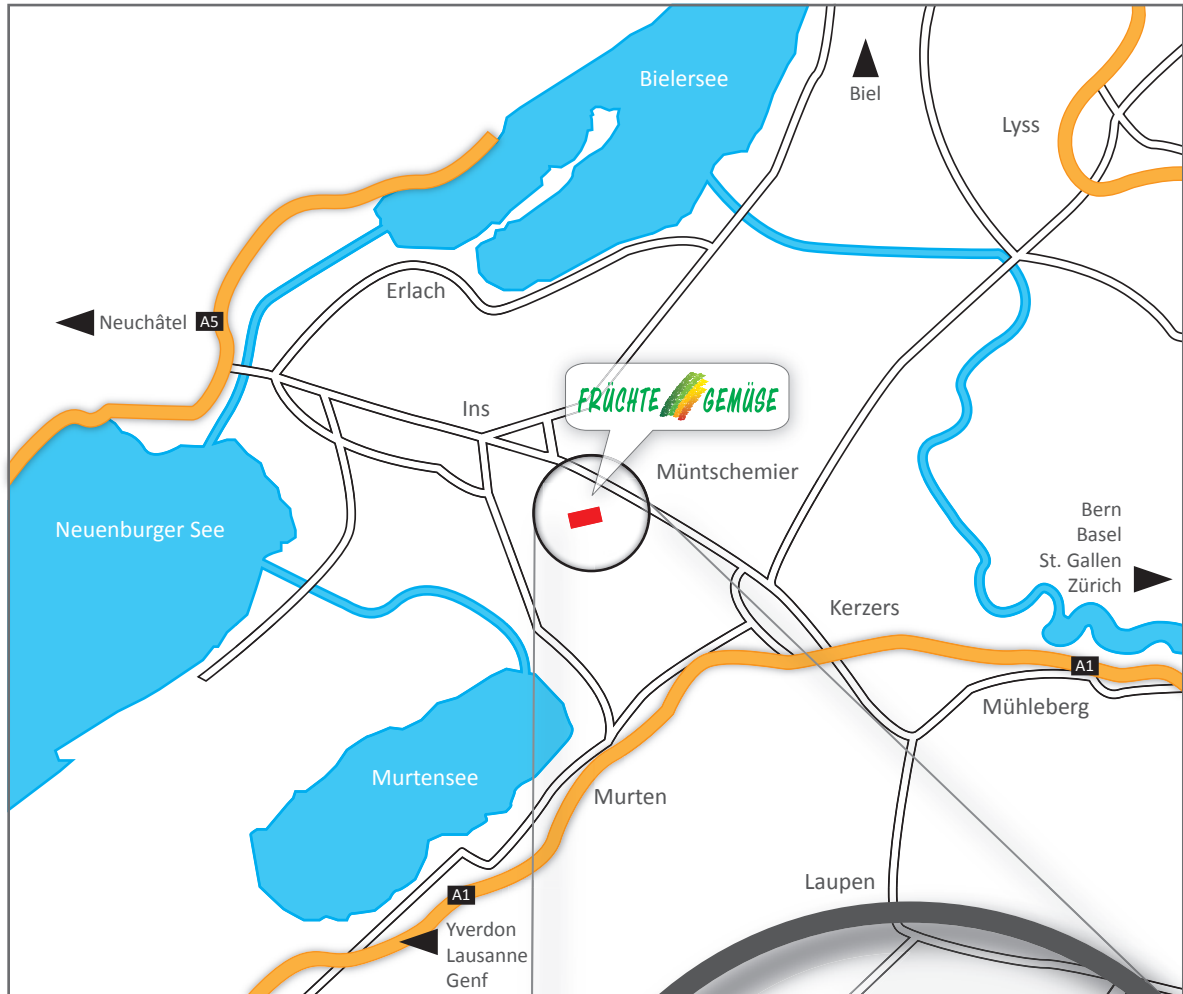 Bielersee
Biel
Lyss
Erlach
Neuchâtel
A5
FRÜCHTE GEMÜSE
Ins
Müntschemier
Neuenburger See
Bern
Basel
St. Gallen
Zürich
Kerzers
A1
Mühleberg
Murtensee
Murten
Laupen
A1
Yverdon
Lausanne
Genf